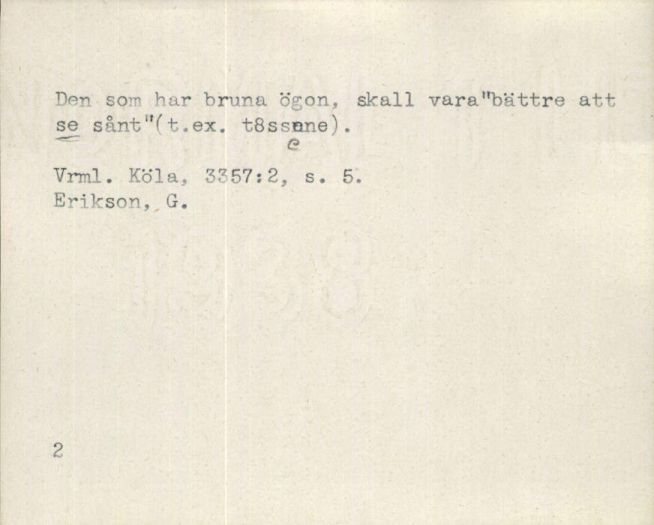 Den som har bruna ögon, skall vara"bättre att
se sånt"(t.ex. t8ssene).
Vrml. Köla, 3357:2, s. 5.
Erikson, G.
2